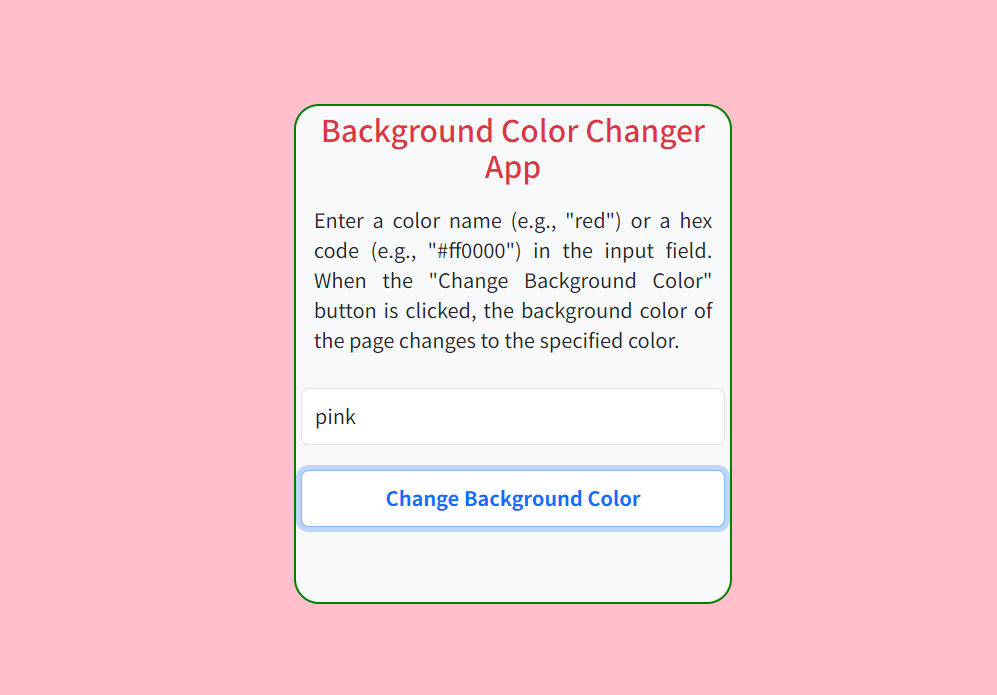 Background Color Changer
App
Enter a color name (e.g., "red") or a hex
code (e.g., "#ff0000") in the input field.
When the "Change Background Color"
button is clicked, the background color of
the page changes to the specified color.
pink
Change Background Color